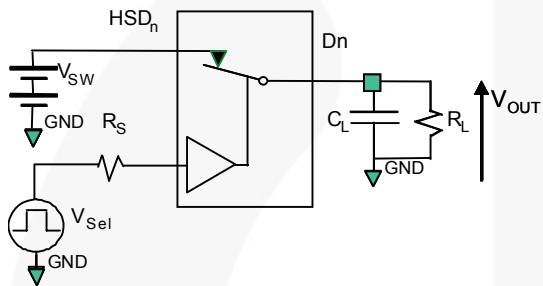 HSDn
Dn
VSW
GND
RS
CL
RL
VOUT
GND
VSel
GND